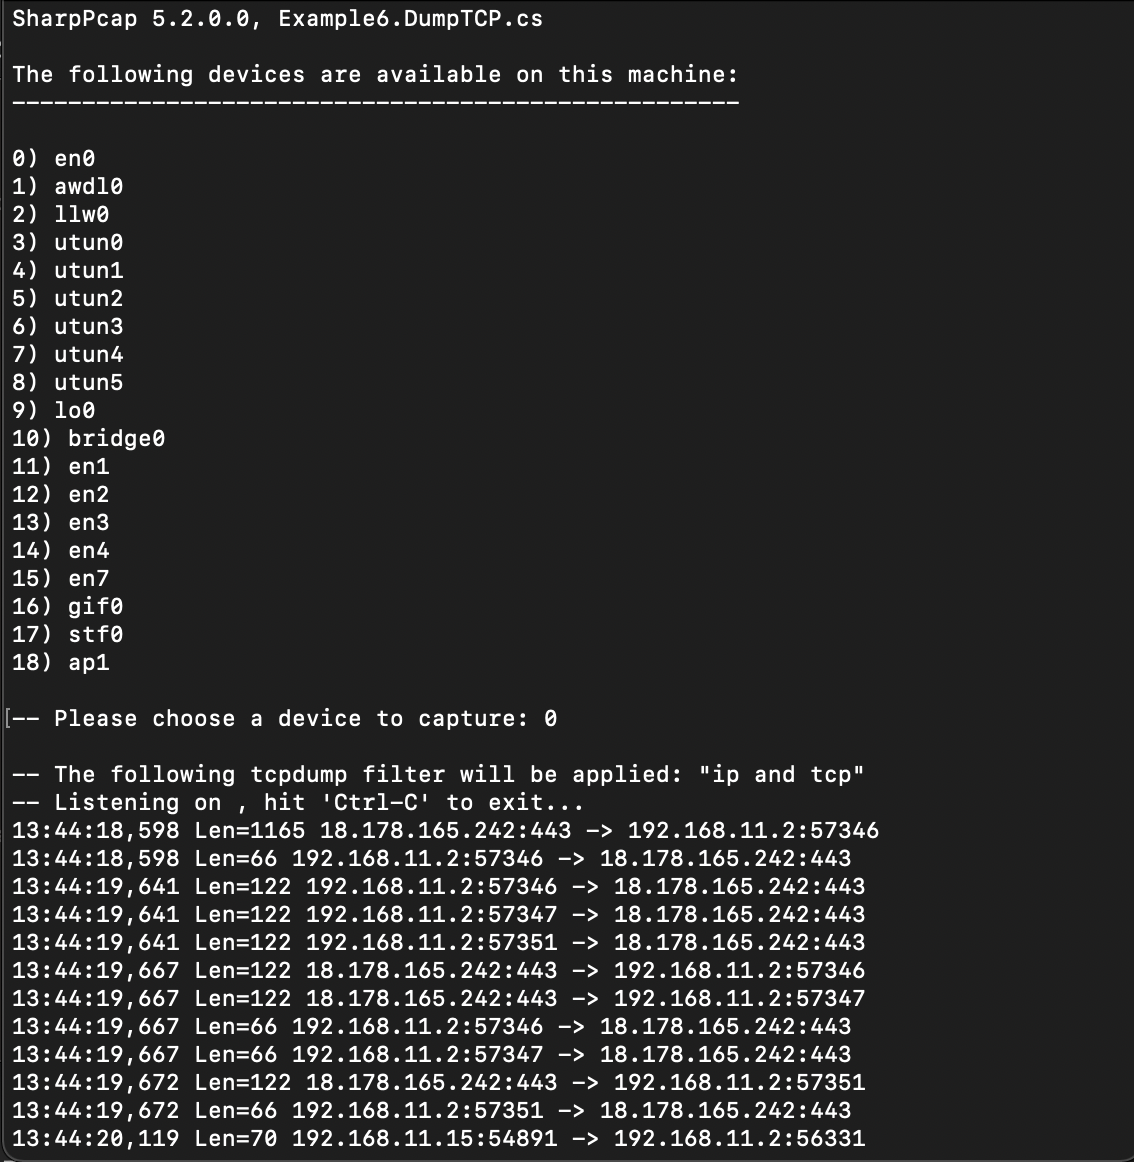 SharpPcap 5.2.0.0, Example6.DumpTCP.cs
The following devices are available on this machine:
----------------------------------------------------
0) en0
1) awdl0
2) llw0
3) utun0
4) utun1
5) utun2
6) utun3
7) utun4
8) utun5
9) lo0
10) bridge0
11) en1
12) en2
13) en3
14) en4
15) en7
16) gif0
17) stf0
18) ap1
[-- Please choose a device to capture: 0
-- The following tcpdump filter will be applied: "ip and tcp"
-- Listening on , hit 'Ctrl-C' to exit...
13:44:18,598 Len=1165 18.178.165.242:443 -> 192.168.11.2:57346
13:44:18,598 Len=66 192.168.11.2:57346 -> 18.178.165.242:443
13:44:19,641 Len=122 192.168.11.2:57346 -> 18.178.165.242:443
13:44:19,641 Len=122 192.168.11.2:57347 -> 18.178.165.242:443
13:44:19,641 Len=122 192.168.11.2:57351 -> 18.178.165.242:443
13:44:19,667 Len=122 18.178.165.242:443 -> 192.168.11.2:57346
13:44:19,667 Len=122 18.178.165.242:443 -> 192.168.11.2:57347
13:44:19,667 Len=66 192.168.11.2:57346 -> 18.178.165.242:443
13:44:19,667 Len=66 192.168.11.2:57347 -> 18.178.165.242:443
13:44:19,672 Len=122 18.178.165.242:443 -> 192.168.11.2:57351
13:44:19,672 Len=66 192.168.11.2:57351 -> 18.178.165.242:443
13:44:20,119 Len=70 192.168.11.15:54891 -> 192.168.11.2:56331